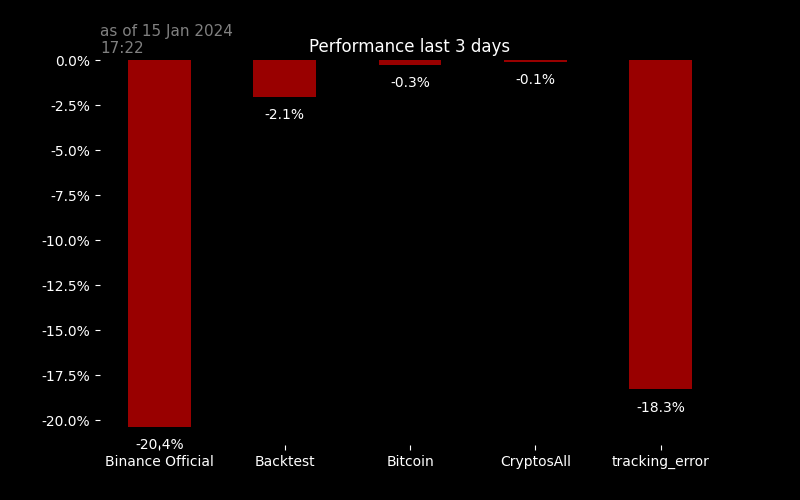 as of 15 Jan 2024
17:22
Performance last 3 days
0.0%
-2.5%
-5.0%
-7.5%
-10.0%
-12.5%
-15.0%
-17.5%
-20.0%
-20.4%
-2.1%
-0.3%
-0.1%
-18.3%
Binance Official
Backtest
Bitcoin
CryptosAll
tracking_error